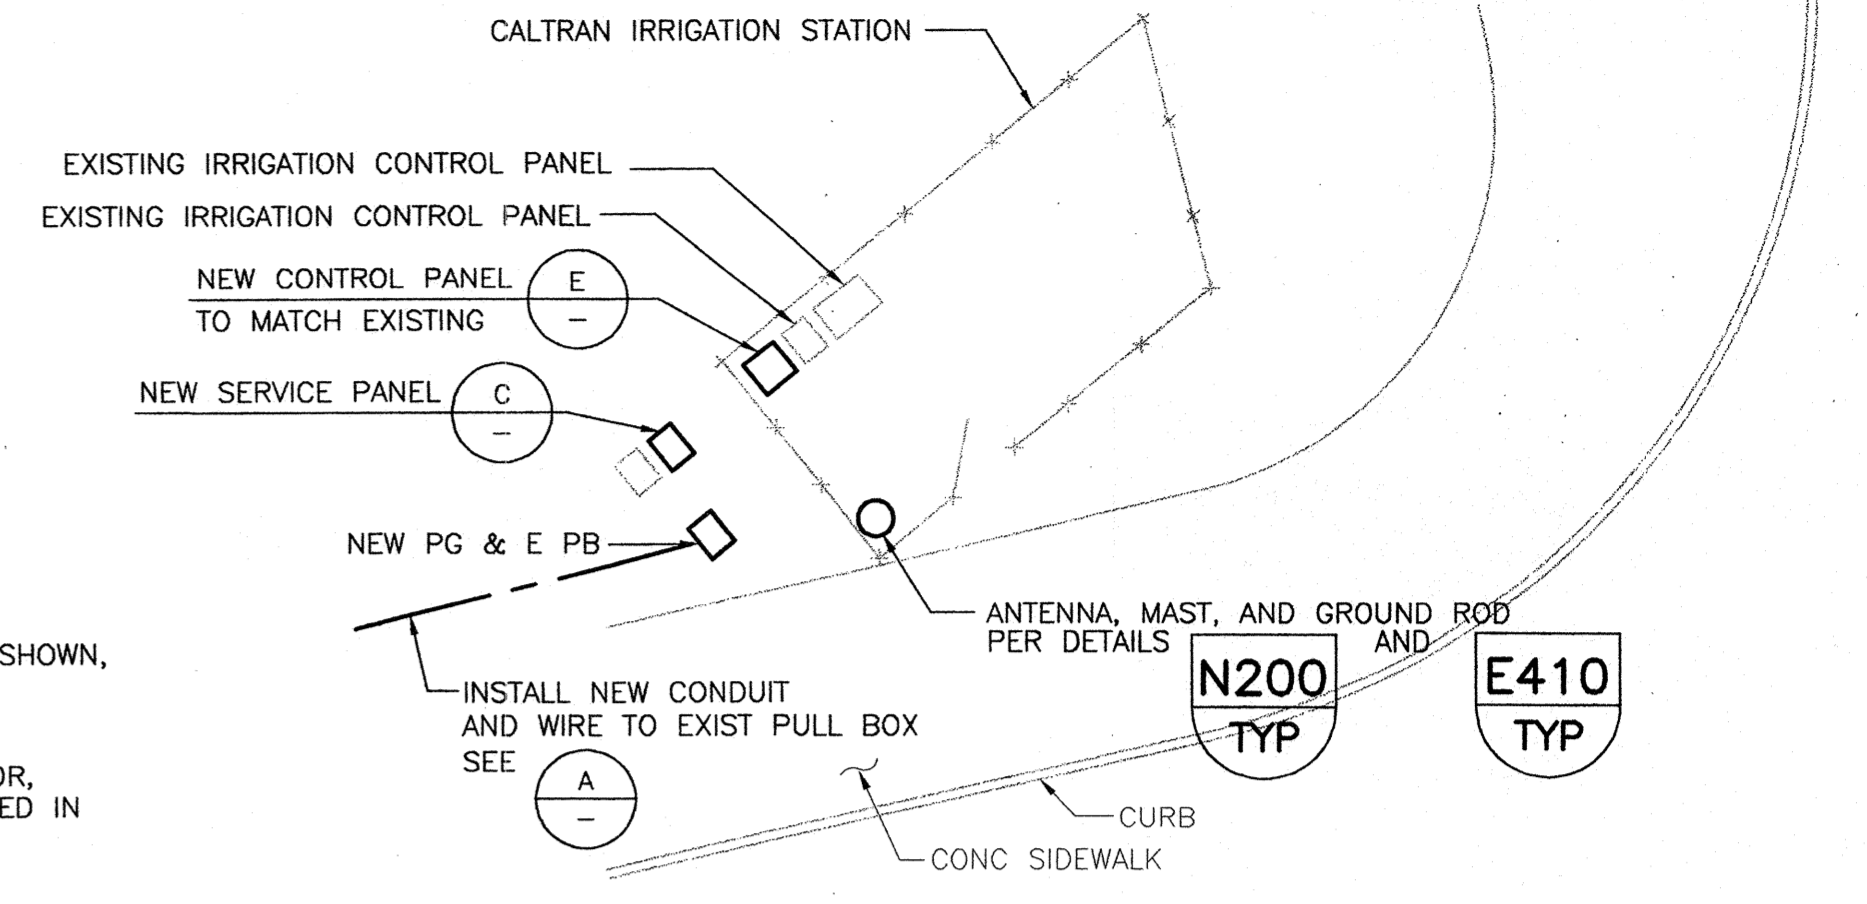 CALTRAN IRRIGATION STATION
EXISTING IRRIGATION CONTROL PANEL
EXISTING IRRIGATION CONTROL PANEL
NEW CONTROL PANEL
TO MATCH EXISTING
E
–
NEW SERVICE PANEL
C
–
NEW PG & E PB
ANTENNA, MAST, AND GROUND ROD
PER DETAILS AND
N200
TYP
E410
TYP
SHOWN,
INSTALL NEW CONDUIT
AND WIRE TO EXIST PULL BOX
SEE
A
–
OR,
ED IN
CURB
CONC SIDEWALK